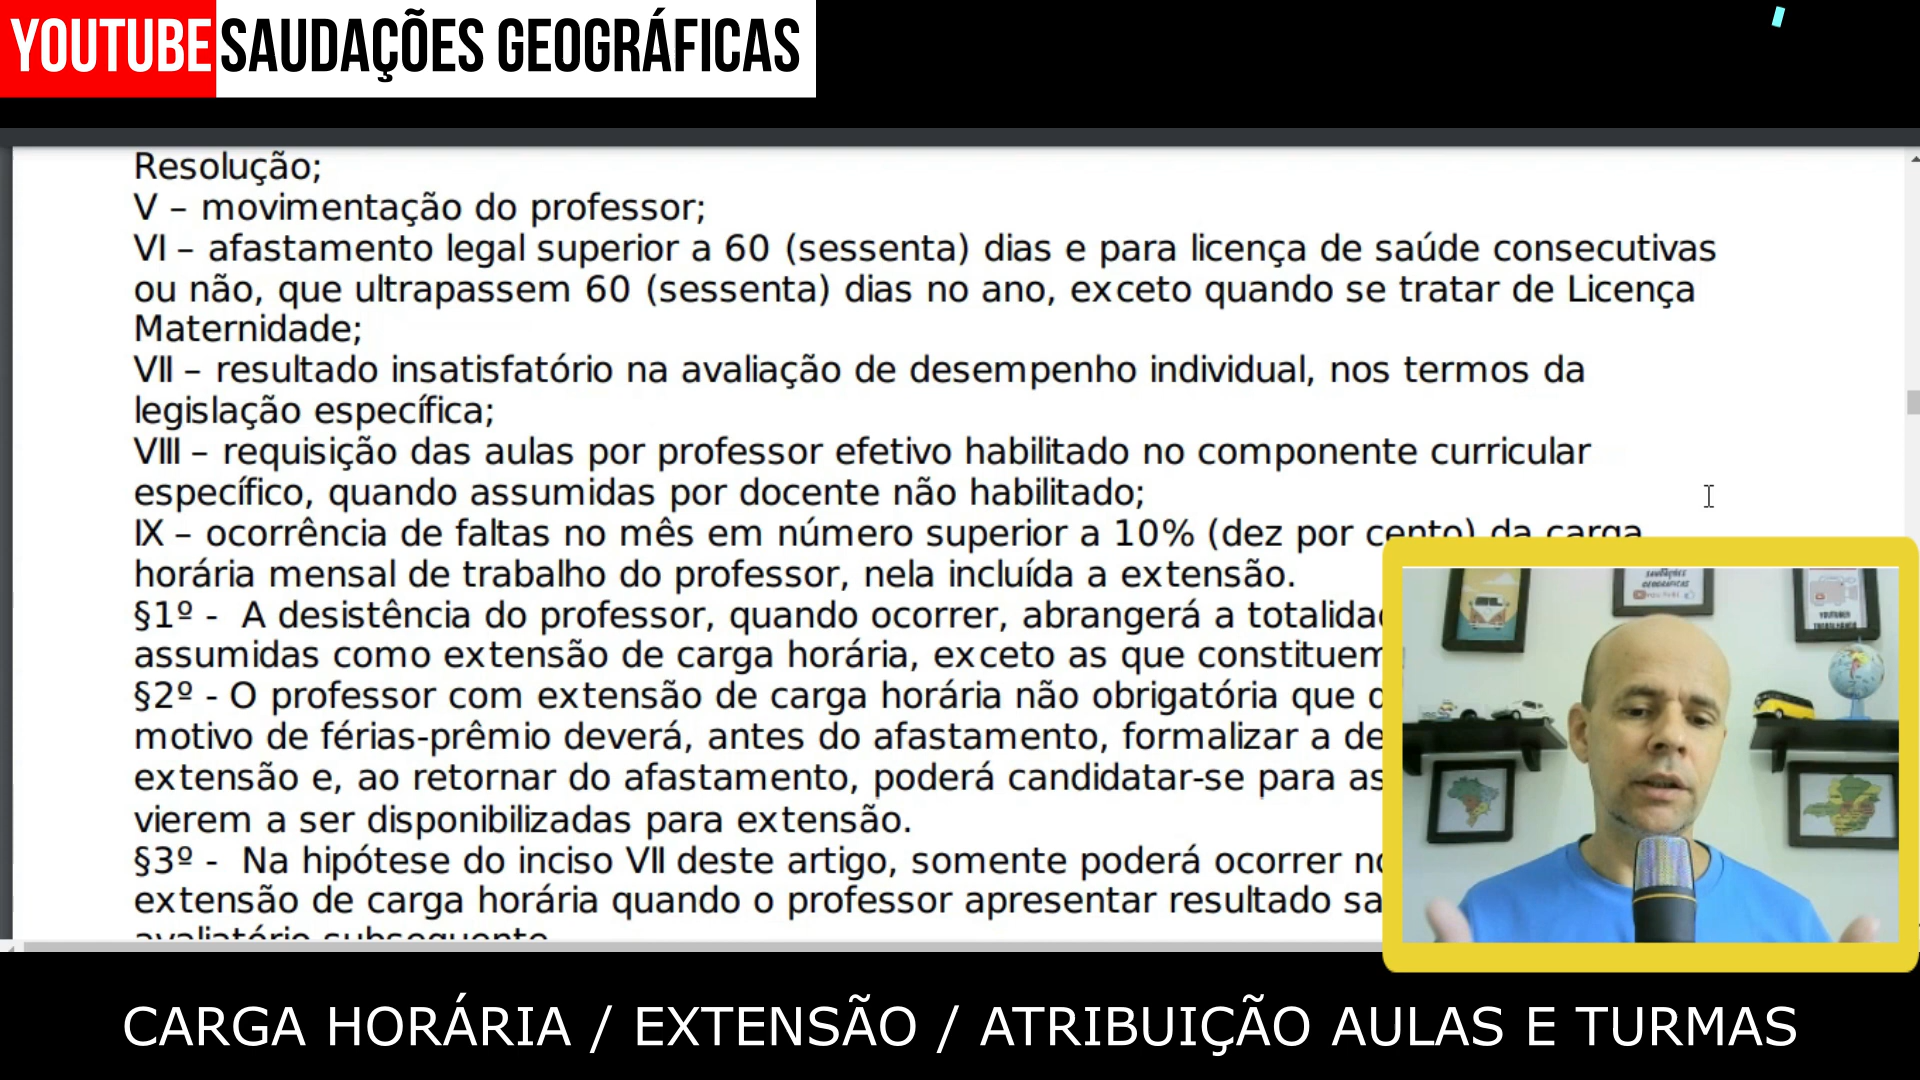 YOUTUBE SAUDAÇÕES GEOGRÁFICAS
Resolução;
V – movimentação do professor;
VI – afastamento legal superior a 60 (sessenta) dias e para licença de saúde consecutivas
ou não, que ultrapassem 60 (sessenta) dias no ano, exceto quando se tratar de Licença
Maternidade;
VII – resultado insatisfatório na avaliação de desempenho individual, nos termos da
legislação específica;
VIII – requisição das aulas por professor efetivo habilitado no componente curricular
específico, quando assumidas por docente não habilitado;
IX – ocorrência de faltas no mês em número superior a 10% (dez por cento) da carga
horária mensal de trabalho do professor, nela incluída a extensão.
§1º - A desistência do professor, quando ocorrer, abrangerá a
assumidas como extensão de carga horária, exceto as que constituem
§2º - O professor com extensão de carga horária não obrigatória que
motivo de férias-prêmio deverá, antes do afastamento, formalizar a
extensão e, ao retornar do afastamento, poderá candidatar-se para
vierem a ser disponibilizadas para extensão.
§3º - Na hipótese do inciso VII deste artigo, somente poderá ocorrer
extensão de carga horária quando o professor apresentar resultado
avaliatório subsequente
SAUDAÇÕES
GEOGRÁFICAS
CARGA HORÁRIA / EXTENSÃO / ATRIBUIÇÃO AULAS E TURMAS